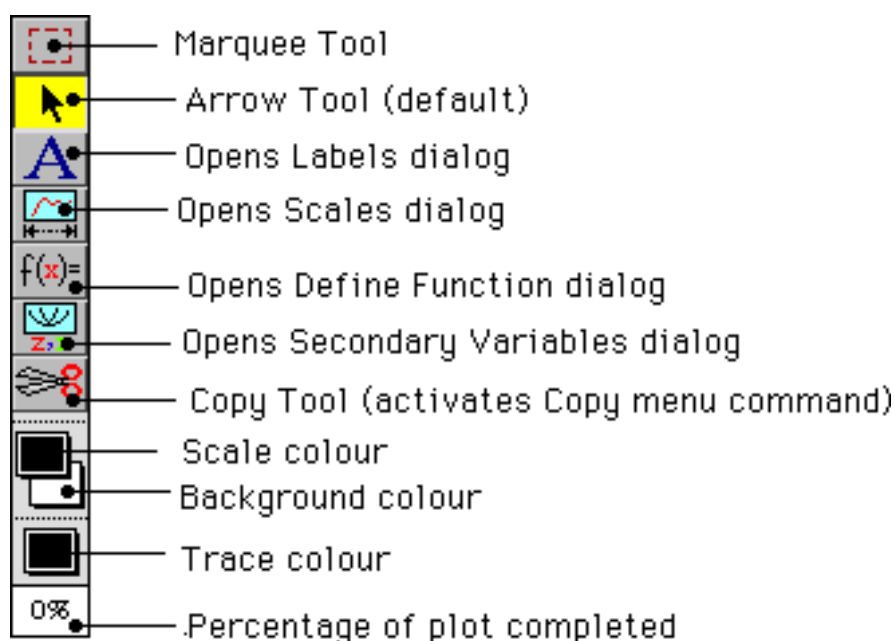 Marquee Tool
Arrow Tool (default)
A Opens Labels dialog
Opens Scales dialog
f(x)= Opens Define Function dialog
z, Opens Secondary Variables dialog
Copy Tool (activates Copy menu command)
Scale colour
Background colour
Trace colour
0% .Percentage of plot completed